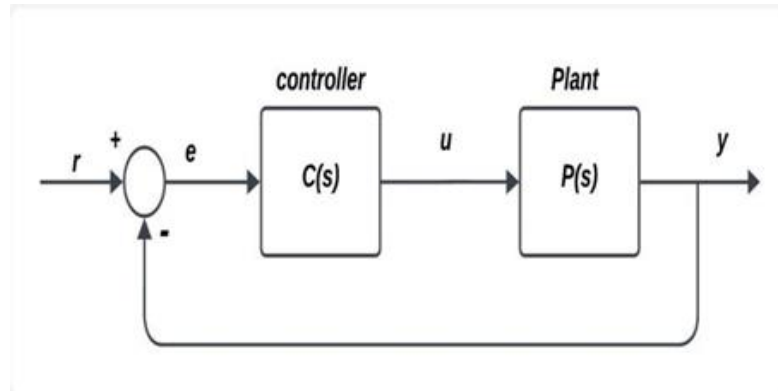 controller
Plant
+
r
e
C(s)
u
P(s)
y
-